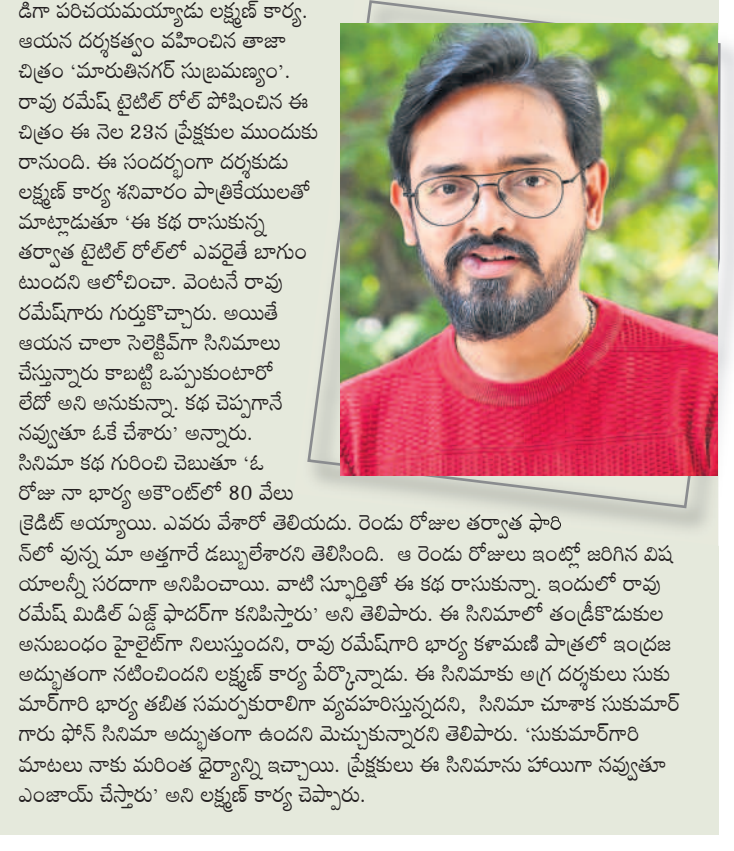 డిగా పరిచయమయ్యాడు లక్ష్మణ్ కార్య.
ఆయన దర్శకత్వం వహించిన తాజా
చిత్రం ‘మారుతినగర్ సుబ్రమణ్యం’.
రావు రమేష్ టైటిల్ రోల్ పోషించిన ఈ
చిత్రం ఈ నెల 23న ప్రేక్షకుల ముందుకు
రానుంది. ఈ సందర్భంగా దర్శకుడు
లక్ష్మణ్ కార్య శనివారం పాత్రికేయులతో
మాట్లాడుతూ ‘ఈ కథ రాసుకున్న
తర్వాత టైటిల్ రోల్‌లో ఎవరైతే బాగుం
టుందని ఆలోచించా. వెంటనే రావు
రమేష్‌గారు గుర్తుకొచ్చారు. అయితే
ఆయన చాలా సెలెక్టివ్‌గా సినిమాలు
చేస్తున్నారు కాబట్టి ఒప్పుకుంటారో
లేదో అని అనుకున్నా. కథ చెప్పగానే
నవ్వుతూ ఓకే చేశారు’ అన్నారు.
సినిమా కథ గురించి చెబుతూ ‘ఓ
రోజు నా భార్య అకౌంట్‌లో 80 వేలు
క్రెడిట్ అయ్యాయి. ఎవరు వేశారో తెలియదు. రెండు రోజుల తర్వాత ఫారి
న్‌లో వున్న మా అత్తగారే డబ్బులేశారని తెలిసింది. ఆ రెండు రోజులు ఇంట్లో జరిగిన విష
యాలన్నీ సరదాగా అనిపించాయి. వాటి స్ఫూర్తితో ఈ కథ రాసుకున్నా. ఇందులో రావు
రమేష్ మిడిల్ ఏజ్డ్ ఫాదర్‌గా కనిపిస్తారు’ అని తెలిపారు. ఈ సినిమాలో తండ్రీకొడుకుల
అనుబంధం హైలైట్‌గా నిలుస్తుందని, రావు రమేష్‌గారి భార్య కళామణి పాత్రలో ఇంద్రజ
అద్భుతంగా నటించిందని లక్ష్మణ్ కార్య పేర్కొన్నాడు. ఈ సినిమాకు అగ్ర దర్శకులు సుకు
మార్‌గారి భార్య తబిత సమర్పకురాలిగా వ్యవహరిస్తున్నదని, సినిమా చూశాక సుకుమార్
గారు ఫోన్ సినిమా అద్భుతంగా ఉందని మెచ్చుకున్నారని తెలిపారు. ‘సుకుమార్‌గారి
మాటలు నాకు మరింత ధైర్యాన్ని ఇచ్చాయి. ప్రేక్షకులు ఈ సినిమాను హాయిగా నవ్వుతూ
ఎంజాయ్ చేస్తారు’ అని లక్ష్మణ్ కార్య చెప్పారు.